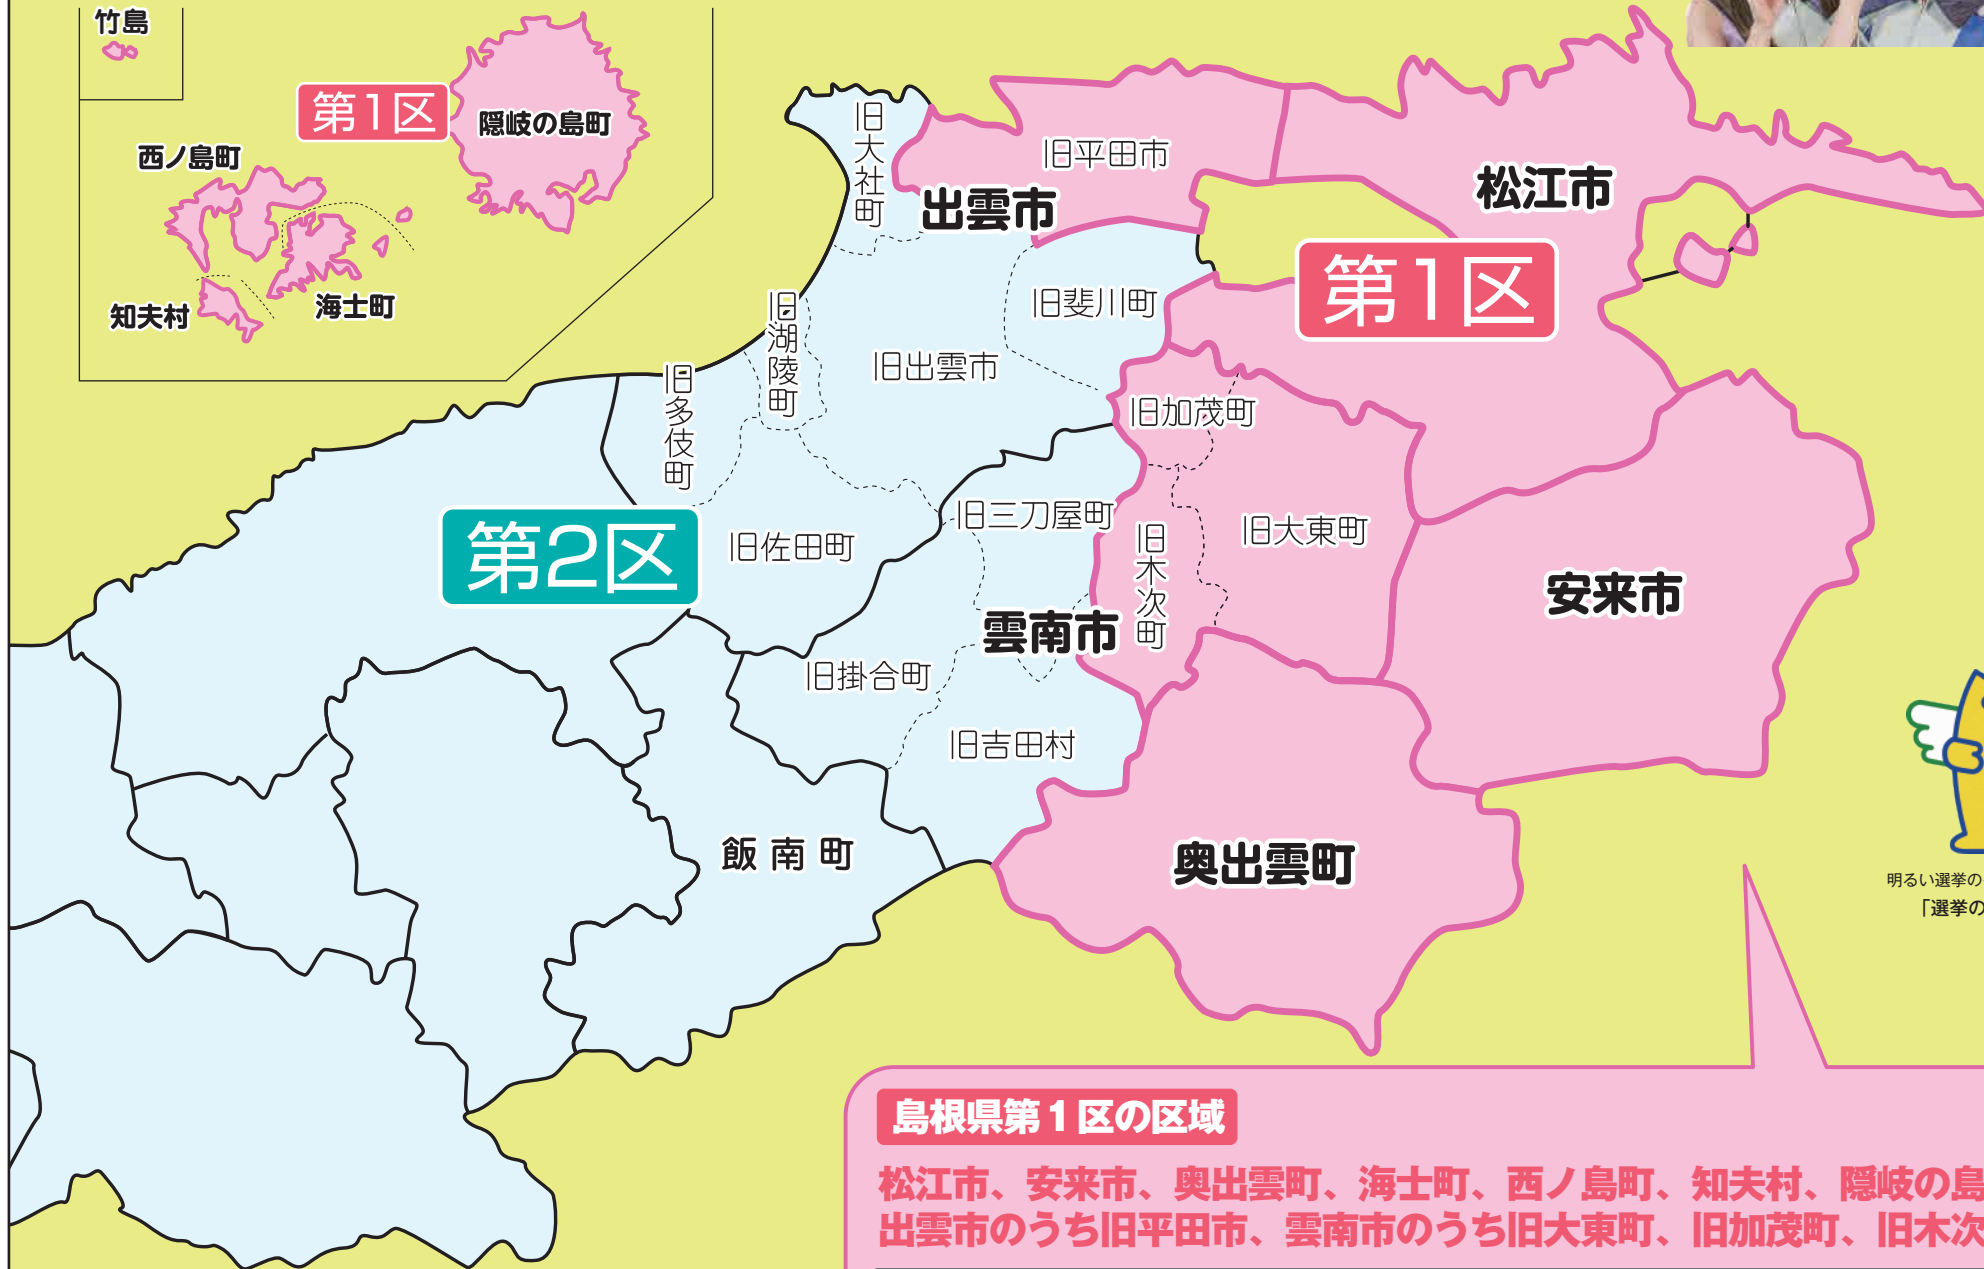 竹島
第1区
隠岐の島町
西ノ島町
海士町
知夫村
旧大社町
旧平田市
出雲市
松江市
第1区
旧斐川町
旧湖陵町
旧出雲市
旧多伎町
旧加茂町
旧三刀屋町
旧大東町
旧木次町
第2区
旧佐田町
安来市
雲南市
旧掛合町
旧吉田村
飯南町
奥出雲町
明るい選挙の
「選挙の
島根県第1区の区域
松江市、安来市、奥出雲町、海士町、西ノ島町、知夫村、隠岐の島
出雲市のうち旧平田市、雲南市のうち旧大東町、旧加茂町、旧木次